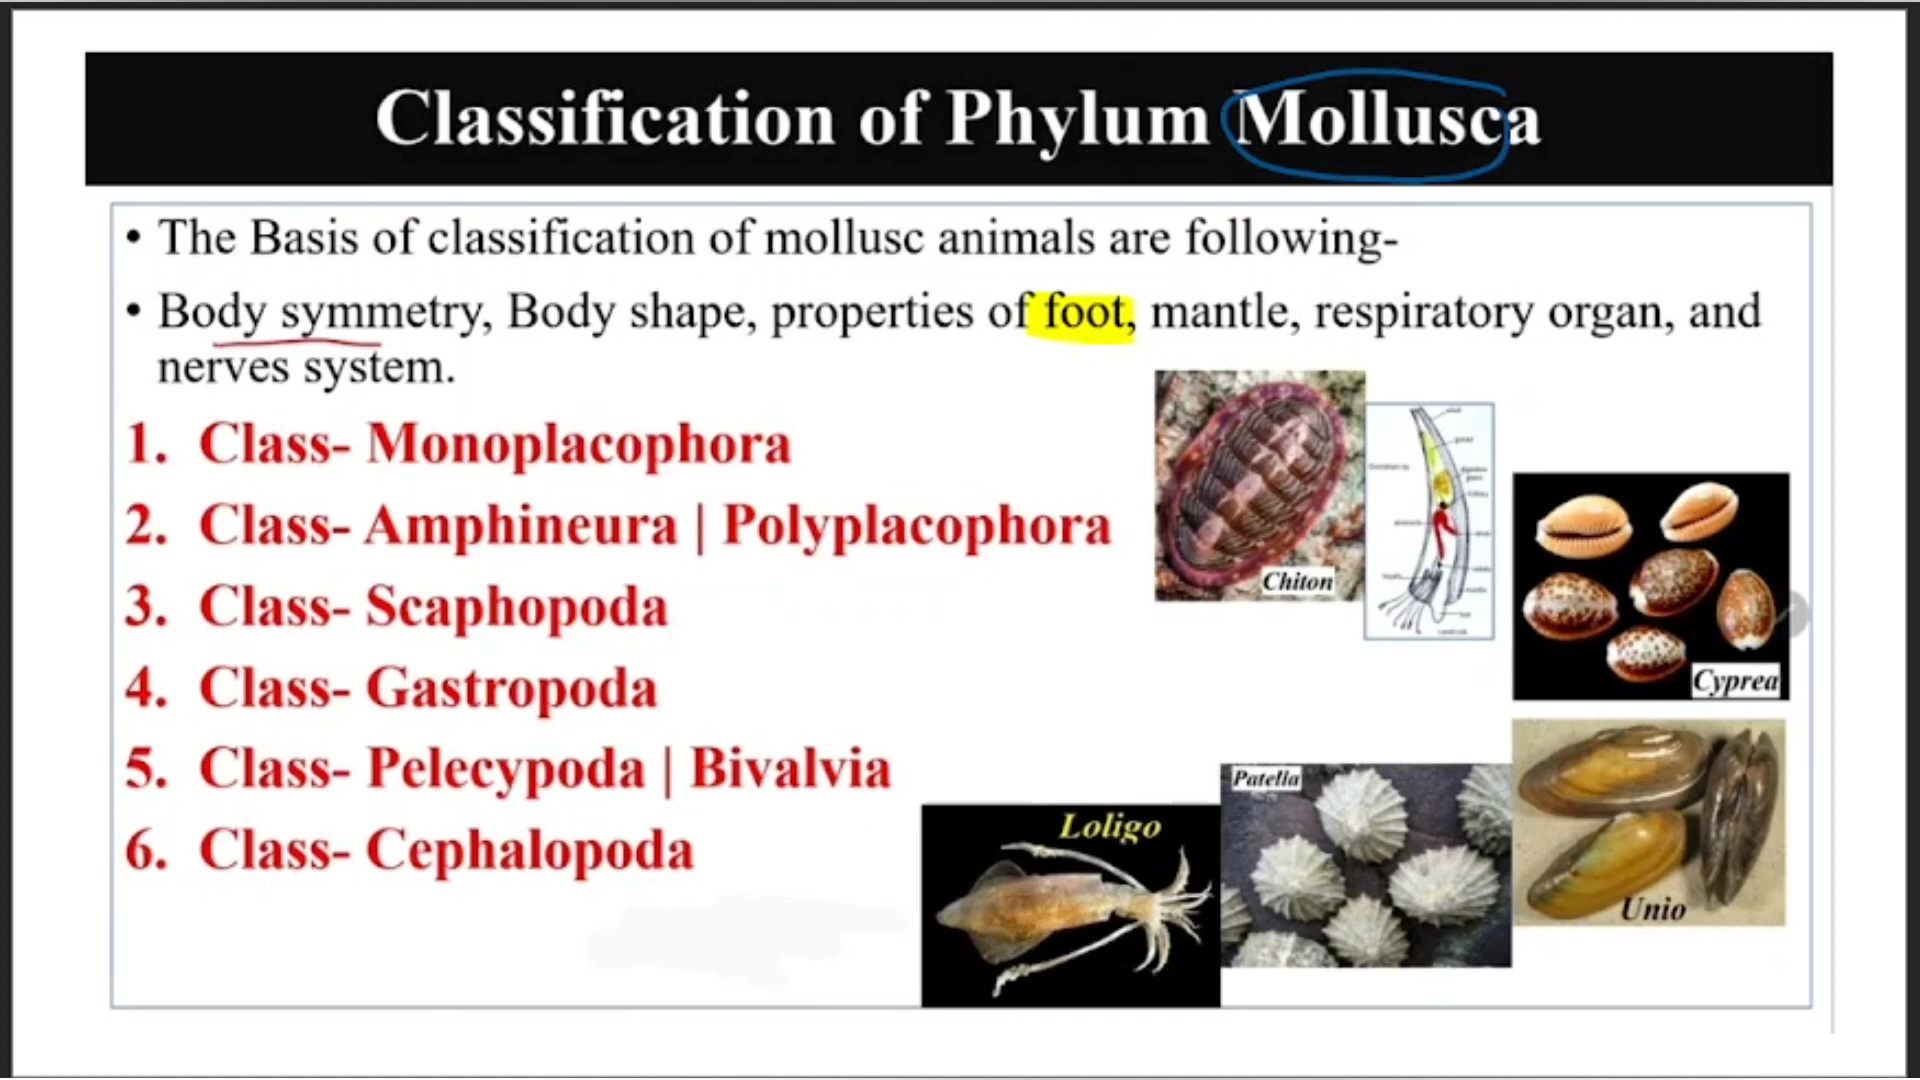 Classification of Phylum Mollusca
• The Basis of classification of mollusc animals are following-
• Body symmetry, Body shape, properties of foot, mantle, respiratory organ, and
nerves system.
1. Class- Monoplacophora
2. Class- Amphineura | Polyplacophora
3. Class- Scaphopoda
4. Class- Gastropoda
5. Class- Pelecypoda | Bivalvia
6. Class- Cephalopoda
Chiton
Cyprea
Patella
Loligo
Unio